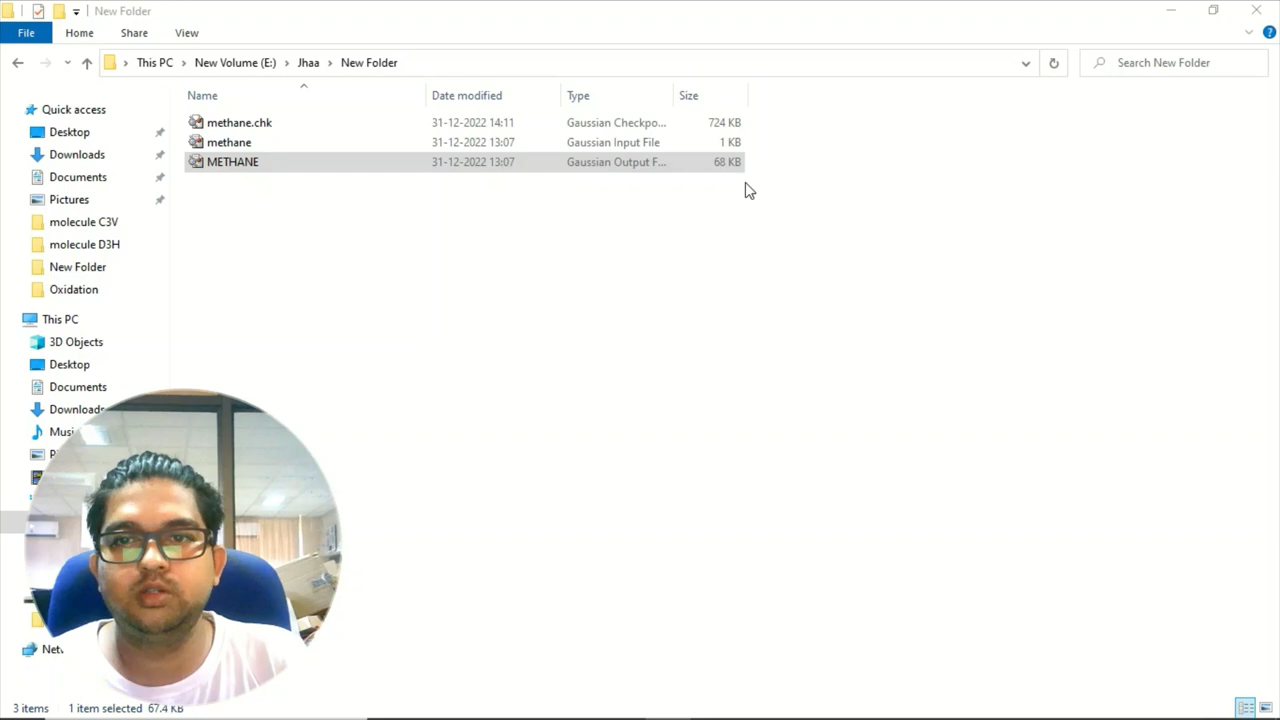 New Folder
File Home Share View
This PC New Volume (E:) Jhaa New Folder Search New Folder
Name Date modified Type Size
methane.chk 31-12-2022 14:11 Gaussian Checkpo... 724 KB
methane 31-12-2022 13:07 Gaussian Input File 1 KB
METHANE 31-12-2022 13:07 Gaussian Output F... 68 KB
Quick access
Desktop
Downloads
Documents
Pictures
molecule C3V
molecule D3H
New Folder
Oxidation
This PC
3D Objects
Desktop
Documents
Downloads
3 items 1 item selected 67.4 KB